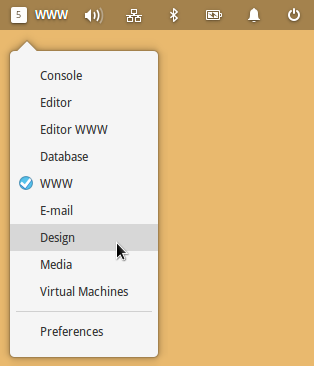 5 WWW
Console
Editor
Editor WWW
Database
WWW
E-mail
Design
Media
Virtual Machines
Preferences